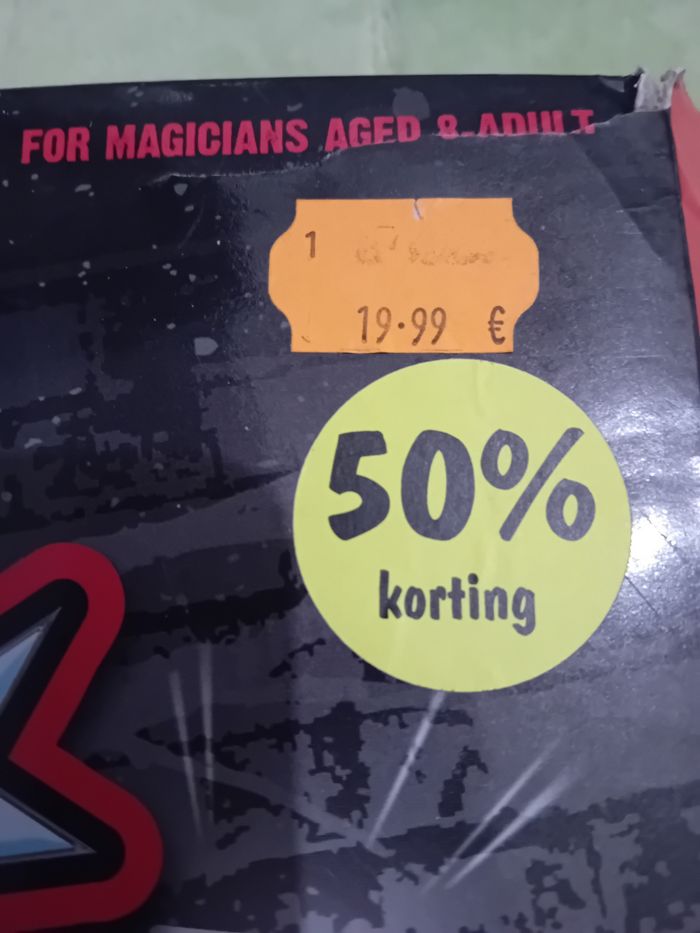 FOR MAGICIANS AGED 8-ADULT
1
19.99 €
50%
korting